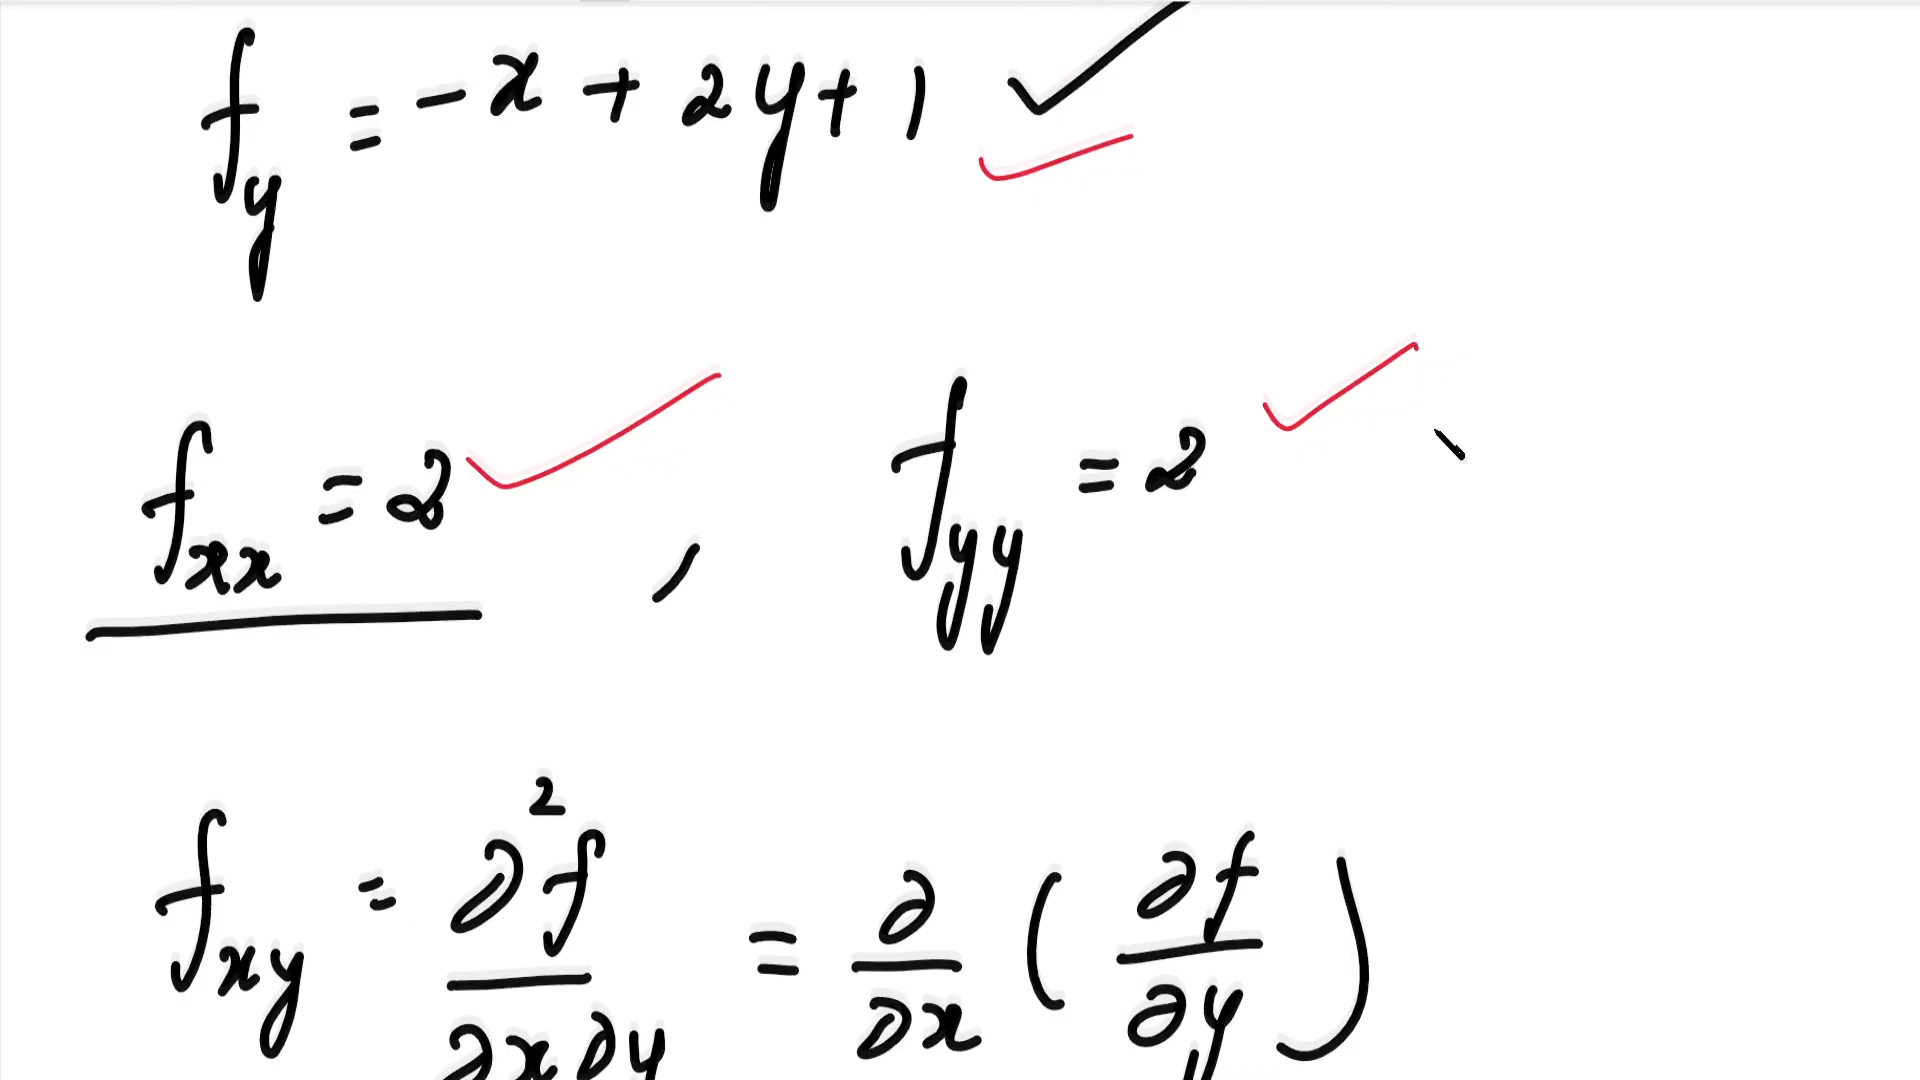 f_y = -x + 2y + 1
f_xx = 2 , f_yy = 2
f_xy = ∂²f/∂x∂y = ∂/∂x (∂f/∂y)